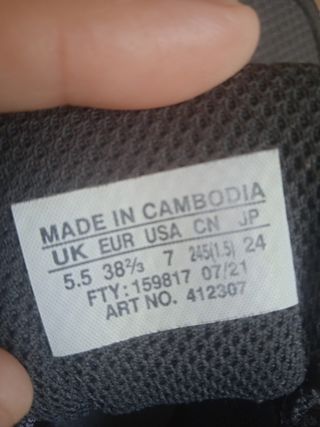 MADE IN CAMBODIA
UK EUR USA CN JP
5.5 38⅔ 7 245(1.5) 24
FTY:159817 07/21
ART NO. 412307